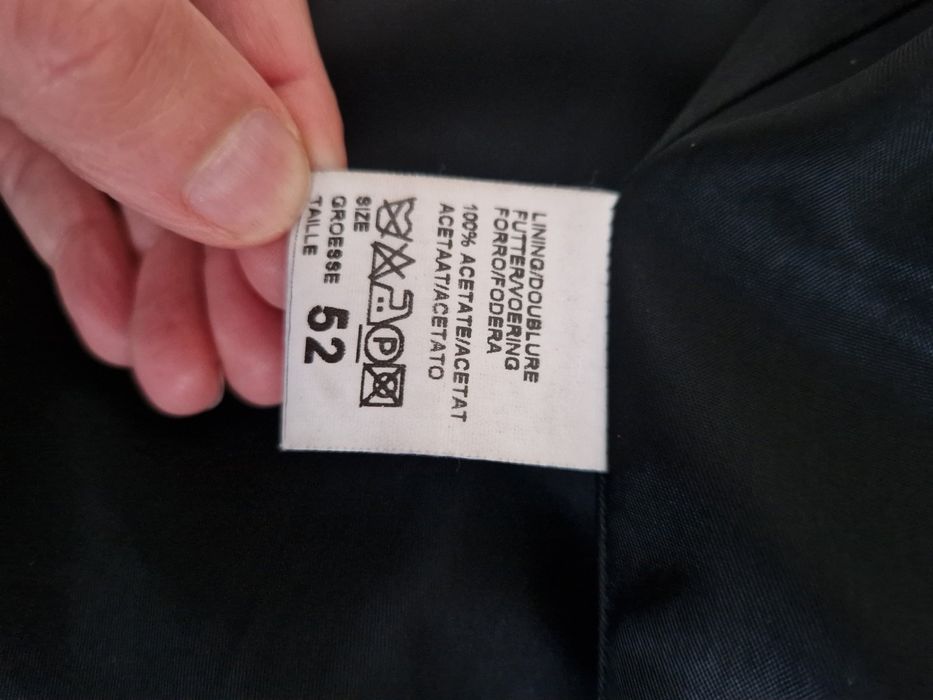 LINING/DOUBLURE
FUTTER/VOERING
FORRO/FODERA
100% ACETATE/ACETAT
ACETAAT/ACETATO
P
SIZE
GROESSE 52
TAILLE